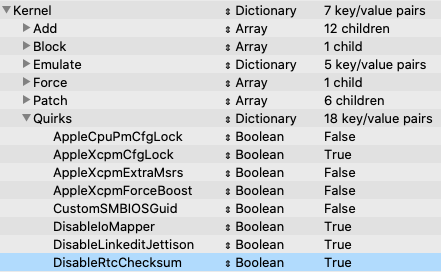 Kernel Dictionary 7 key/value pairs
Add Array 12 children
Block Array 1 child
Emulate Dictionary 5 key/value pairs
Force Array 1 child
Patch Array 6 children
Quirks Dictionary 18 key/value pairs
AppleCpuPmCfgLock Boolean False
AppleXcpmCfgLock Boolean True
AppleXcpmExtraMsrs Boolean False
AppleXcpmForceBoost Boolean False
CustomSMBIOSGuid Boolean False
DisableIoMapper Boolean True
DisableLinkeditJettison Boolean True
DisableRtcChecksum Boolean True